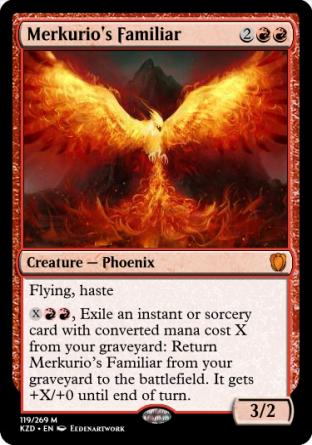 Merkurio's Familiar 2
Creature — Phoenix
Flying, haste
X, Exile an instant or sorcery
card with converted mana cost X
from your graveyard: Return
Merkurio's Familiar from your
graveyard to the battlefield. It gets
+X/+0 until end of turn.
3/2
119/269 M
KZD • EN EEDENARTWORK